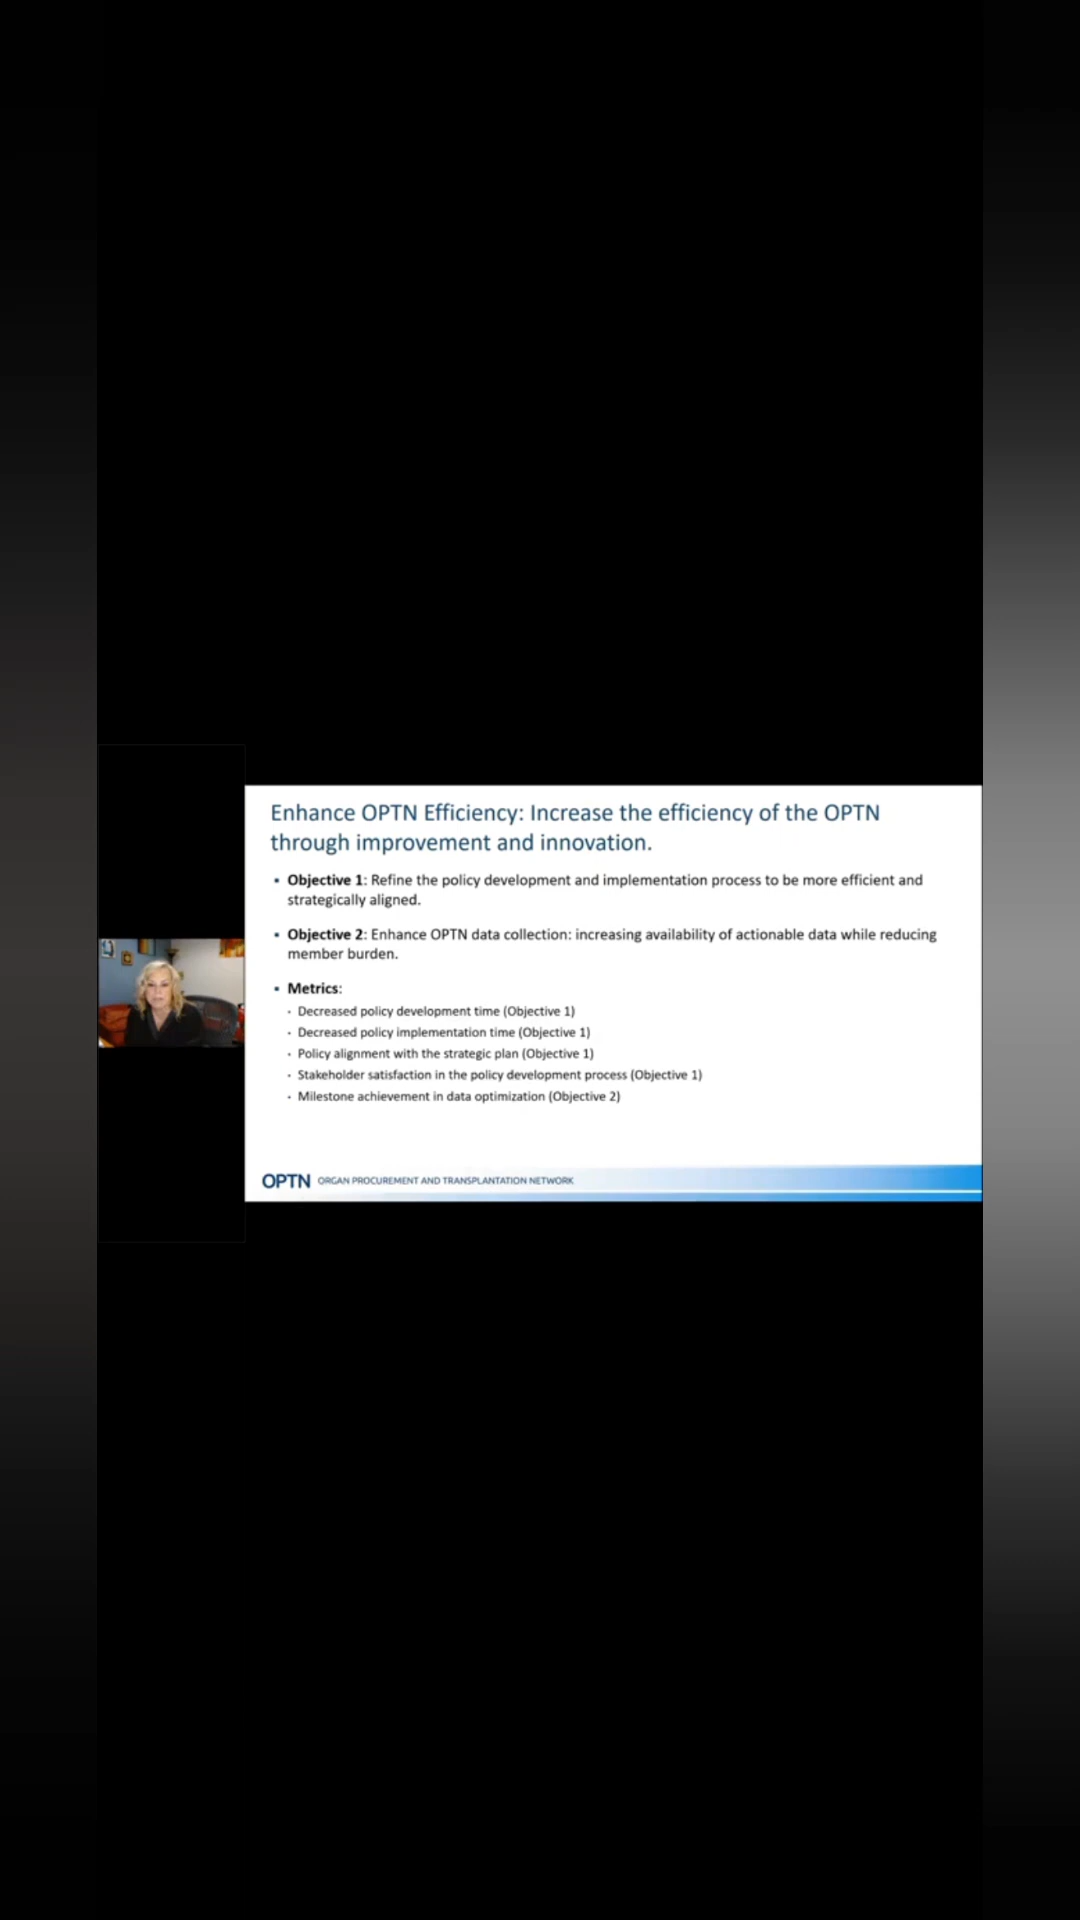 Enhance OPTN Efficiency: Increase the efficiency of the OPTN
through improvement and innovation.
▪ Objective 1: Refine the policy development and implementation process to be more efficient and
strategically aligned.
▪ Objective 2: Enhance OPTN data collection: increasing availability of actionable data while reducing
member burden.
▪ Metrics:
· Decreased policy development time (Objective 1)
· Decreased policy implementation time (Objective 1)
· Policy alignment with the strategic plan (Objective 1)
· Stakeholder satisfaction in the policy development process (Objective 1)
· Milestone achievement in data optimization (Objective 2)
OPTN ORGAN PROCUREMENT AND TRANSPLANTATION NETWORK